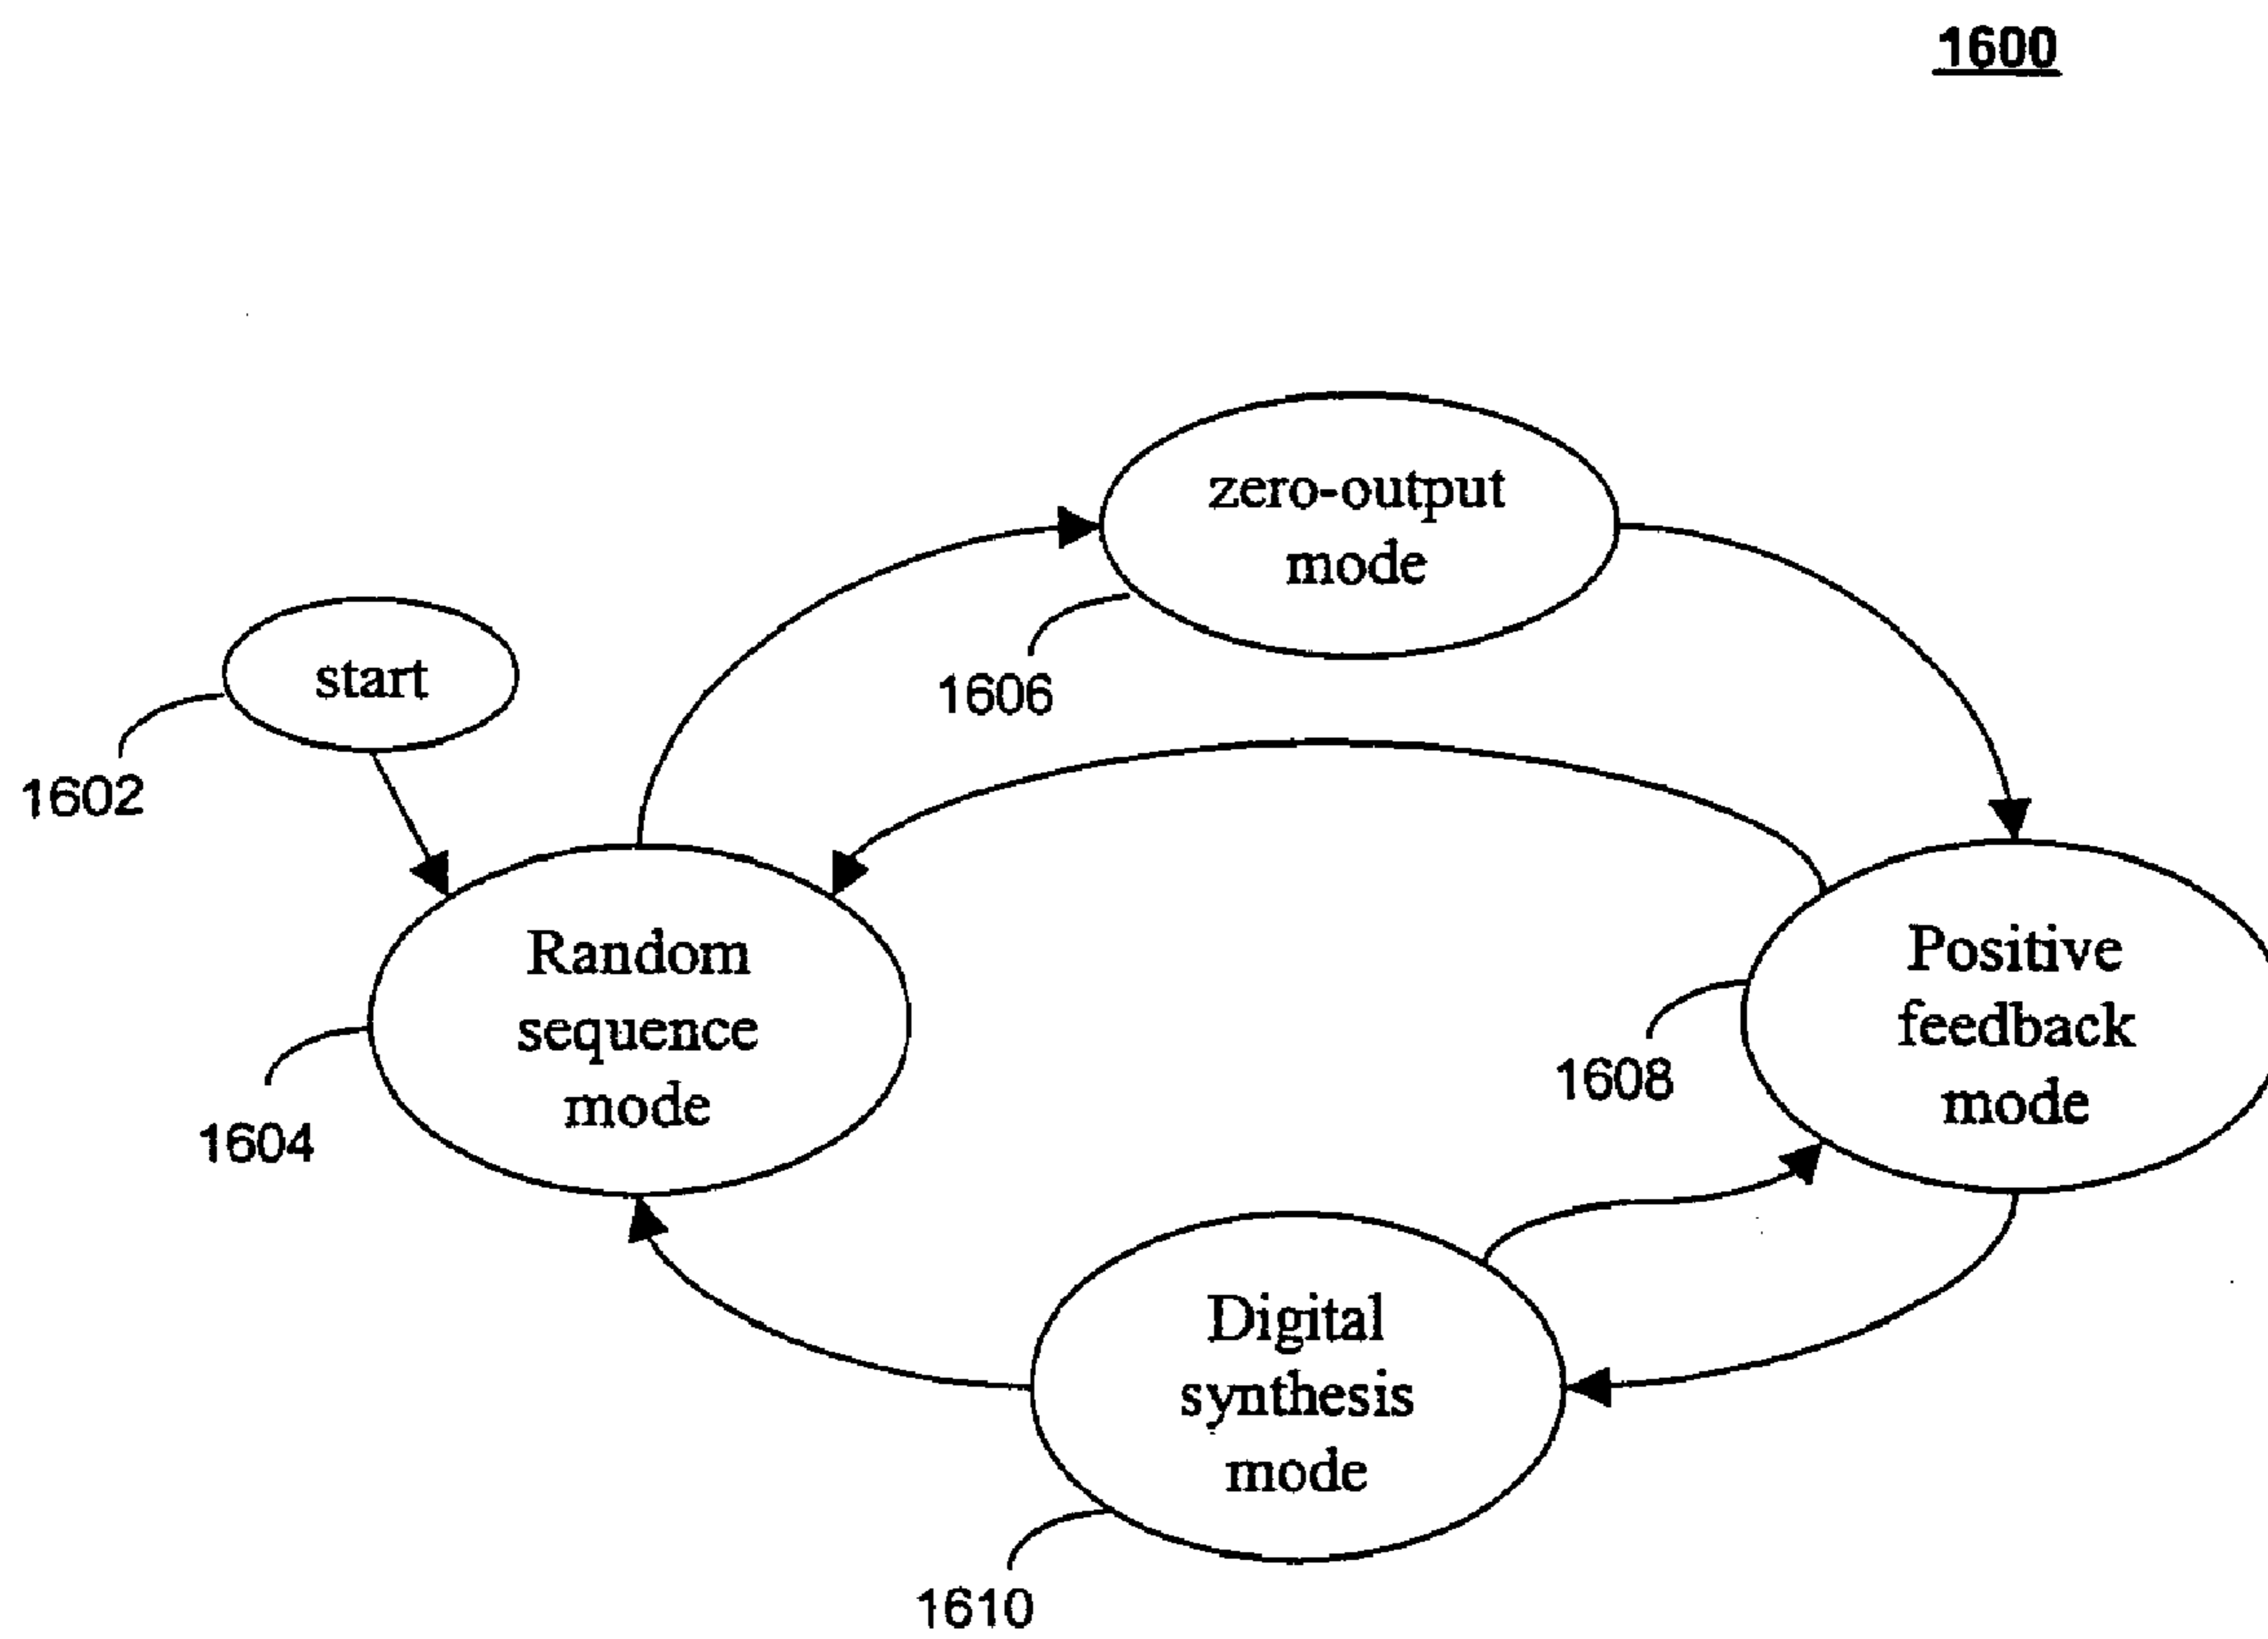 1600
zero-output
mode
1606
start
1602
Random
sequence
mode
1604
Positive
feedback
mode
1608
Digital
synthesis
mode
1610